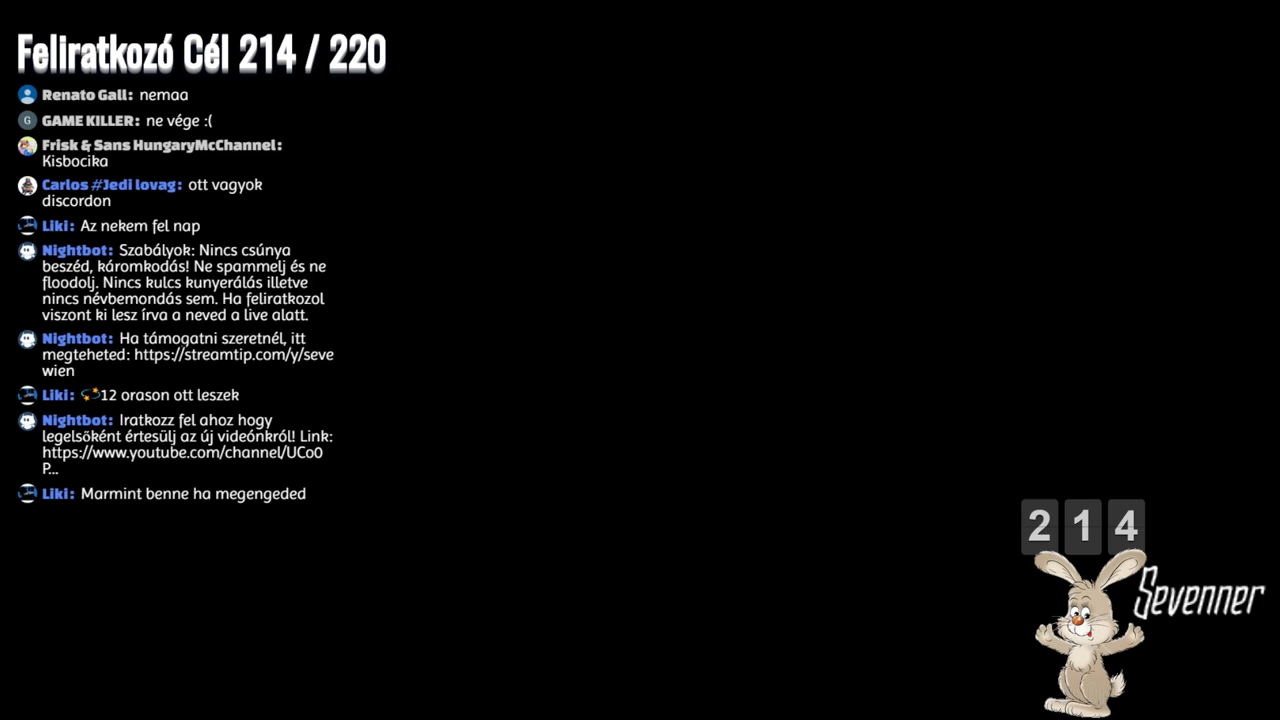 Feliratkozó Cél 214 / 220
Renato Gall: nemaa
G GAME KILLER: ne vége :(
Frisk & Sans HungaryMcChannel:
Kisbocika
Carlos #Jedi lovag: ott vagyok
discordon
Liki: Az nekem fel nap
Nightbot: Szabályok: Nincs csúnya
beszéd, káromkodás! Ne spammelj és ne
floodolj. Nincs kulcs kunyerálás illetve
nincs névbemondás sem. Ha feliratkozol
viszont ki lesz írva a neved a live alatt.
Nightbot: Ha támogatni szeretnél, itt
megteheted: https://streamtip.com/y/seve
wien
Liki: 💫12 orason ott leszek
Nightbot: Iratkozz fel ahoz hogy
legelsőként értesülj az új videónkról! Link:
https://www.youtube.com/channel/UCo0
P...
Liki: Marmint benne ha megengeded
214
Sevenner